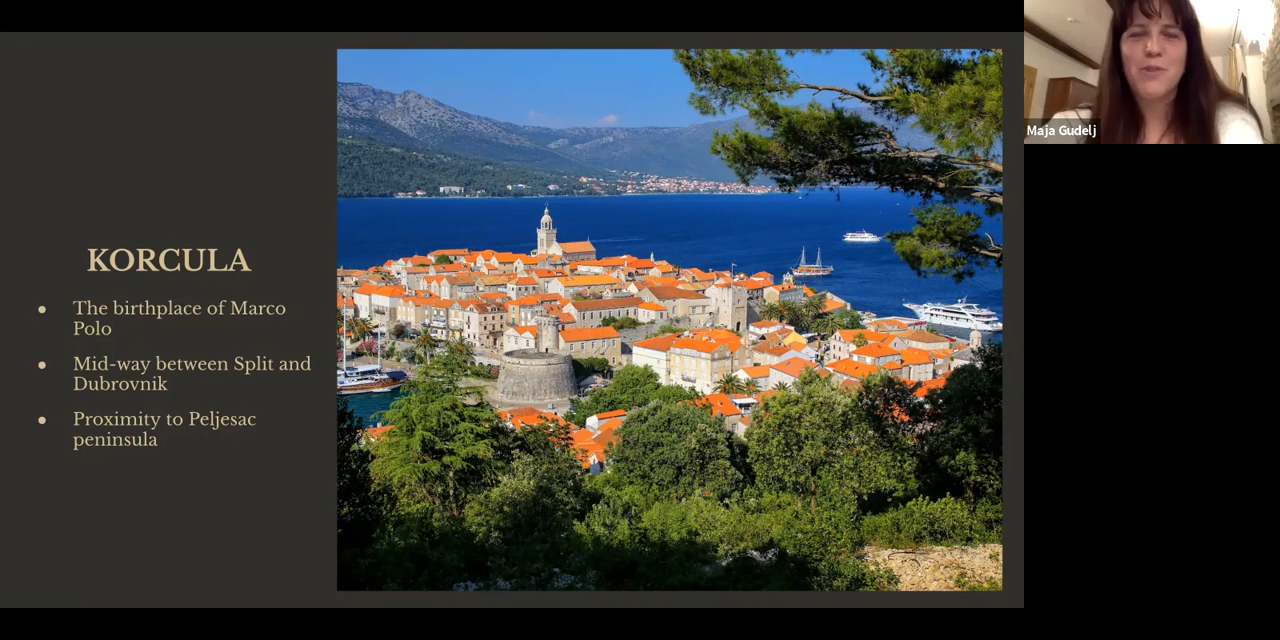 KORCULA
● The birthplace of Marco
Polo
● Mid-way between Split and
Dubrovnik
● Proximity to Peljesac
peninsula
Maja Gudelj